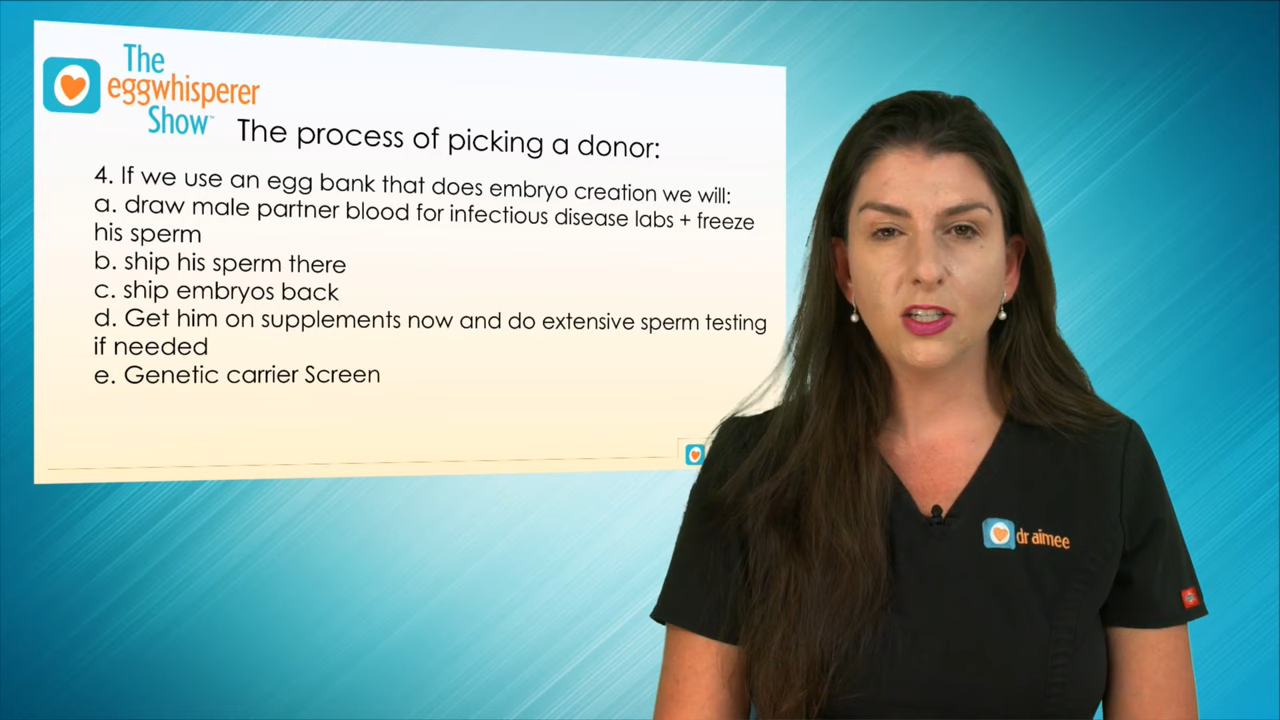 The
eggwhisperer
Show™
The process of picking a donor:
4. If we use an egg bank that does embryo creation we will:
a. draw male partner blood for infectious disease labs + freeze
his sperm
b. ship his sperm there
c. ship embryos back
d. Get him on supplements now and do extensive sperm testing
if needed
e. Genetic carrier Screen
dr aimee